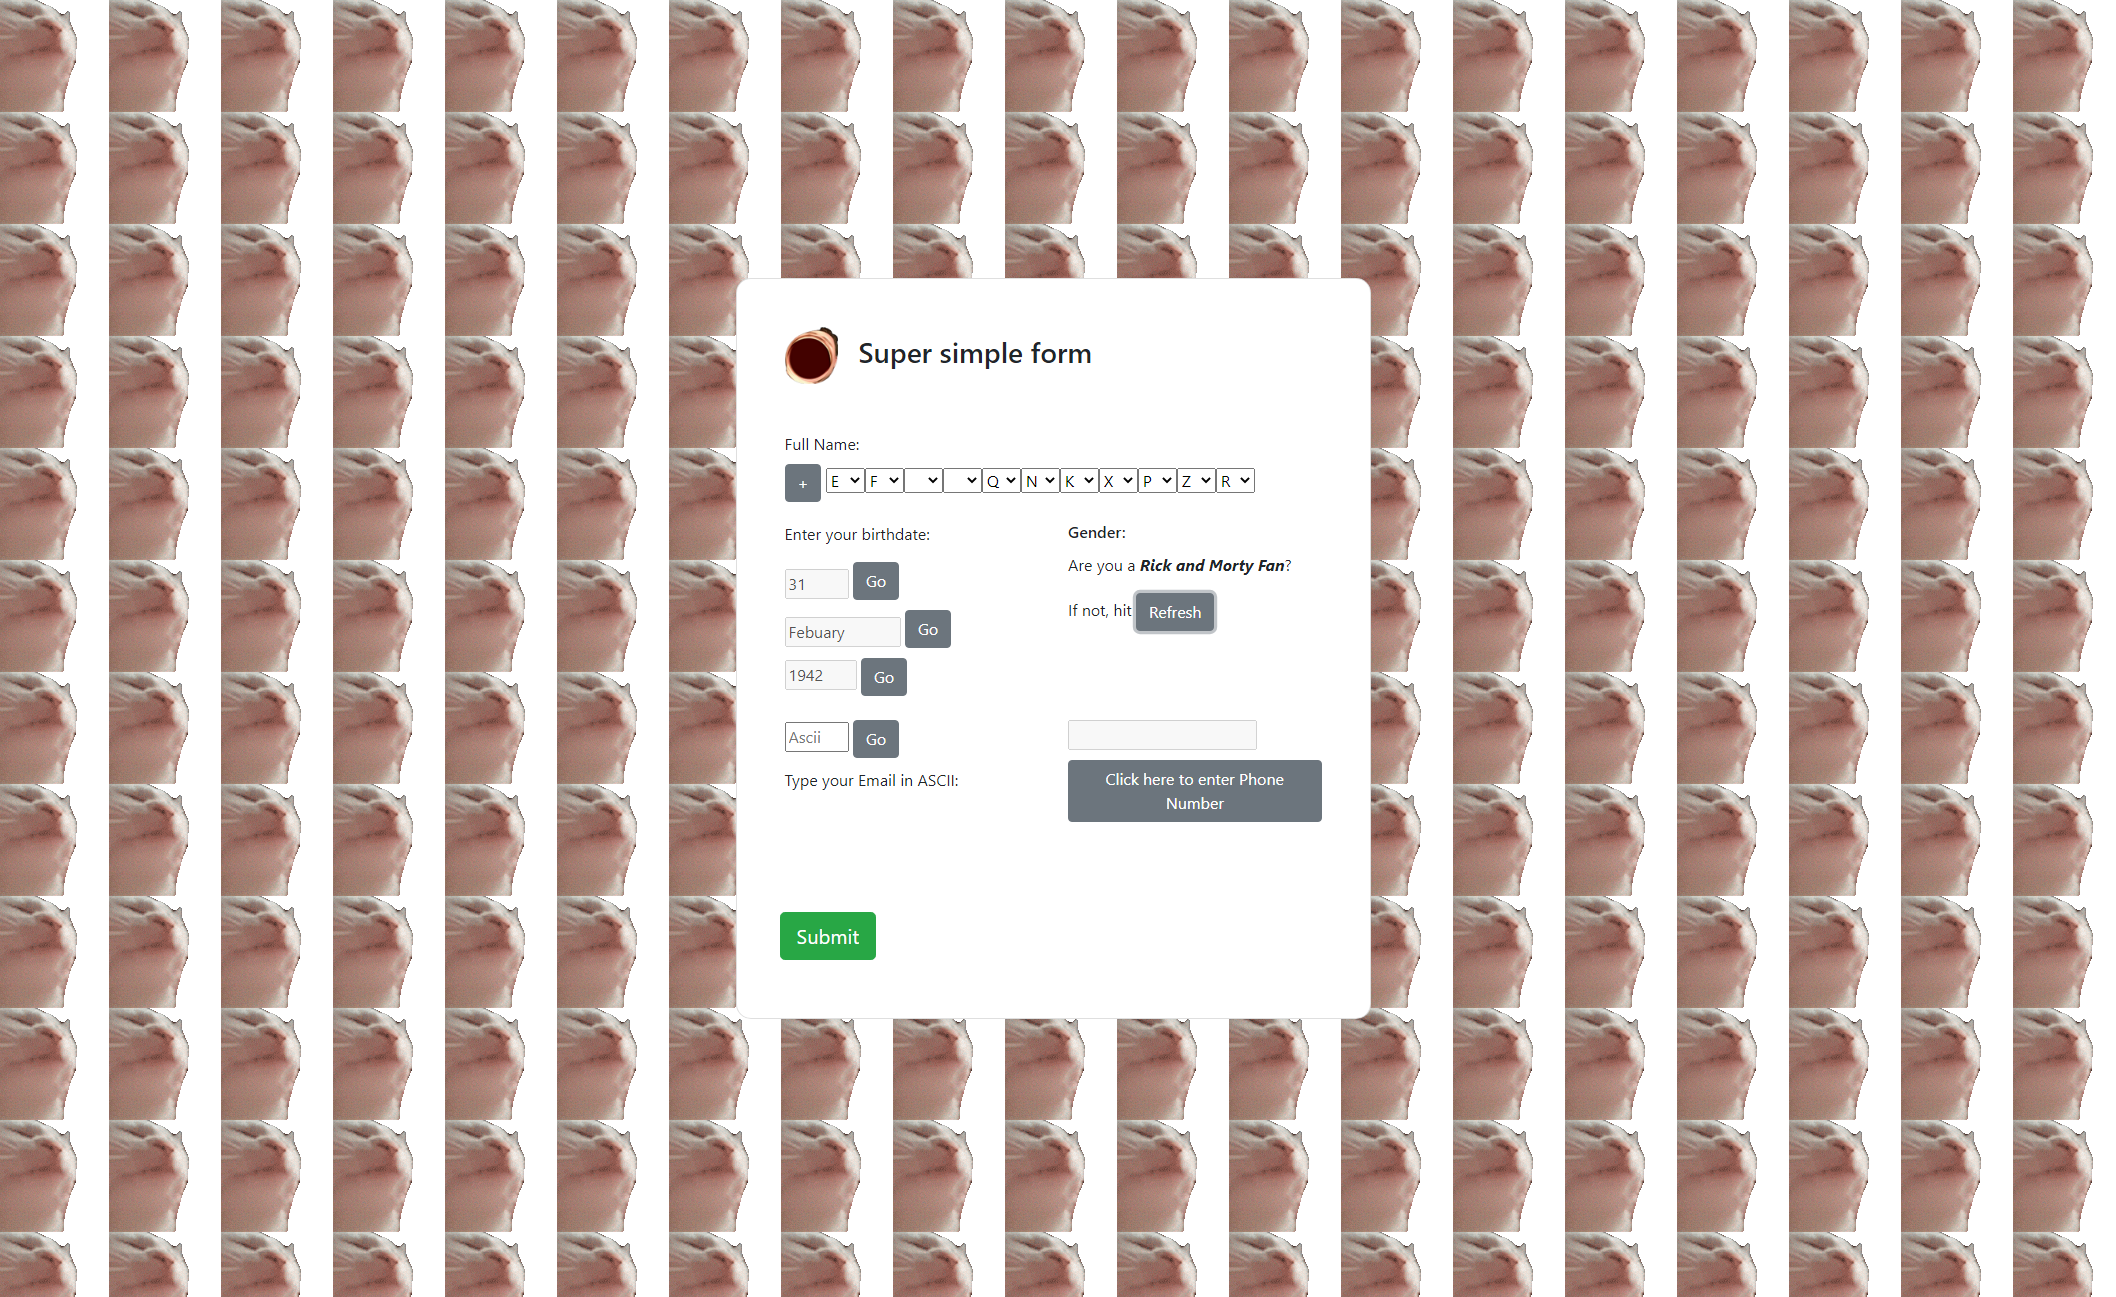 Super simple form
Full Name:
+ E F Q N K X P Z R
Enter your birthdate:
31 Go
Febuary Go
1942 Go
Gender:
Are you a Rick and Morty Fan?
If not, hit Refresh
Ascii Go
Type your Email in ASCII:
Click here to enter Phone
Number
Submit